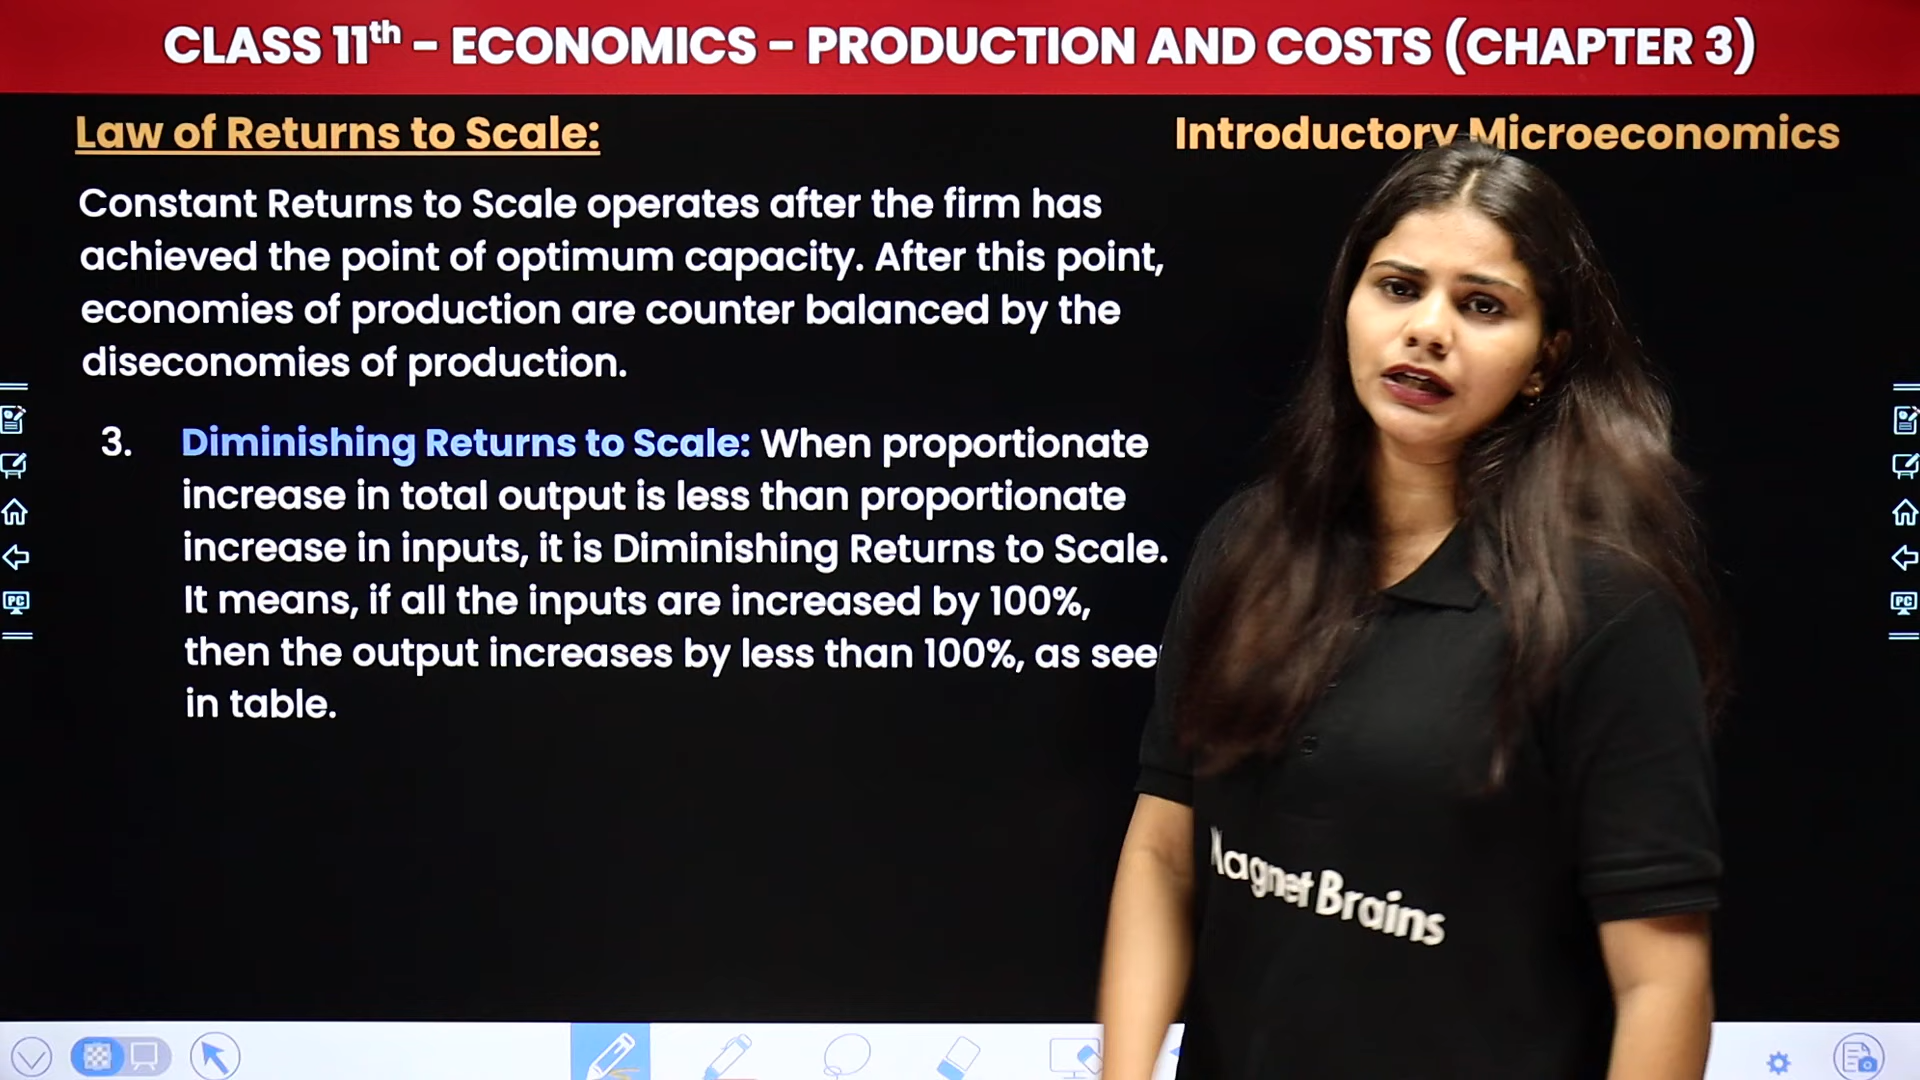 CLASS 11th - ECONOMICS - PRODUCTION AND COSTS (CHAPTER 3)
Law of Returns to Scale:
Introductory Microeconomics
Constant Returns to Scale operates after the firm has
achieved the point of optimum capacity. After this point,
economies of production are counter balanced by the
diseconomies of production.
3. Diminishing Returns to Scale: When proportionate
increase in total output is less than proportionate
increase in inputs, it is Diminishing Returns to Scale.
It means, if all the inputs are increased by 100%,
then the output increases by less than 100%, as
in table.
Brains
PC
PC